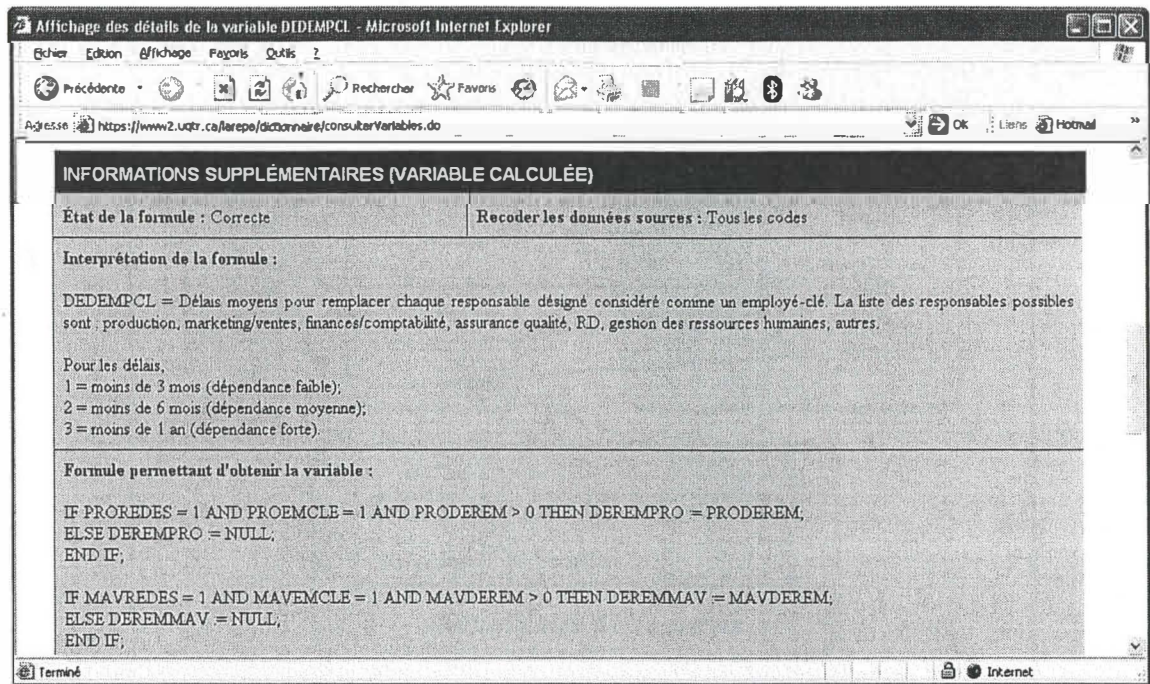 Affichage des détails de la variable DEDEMPCL - Microsoft Internet Explorer
Fichier Edition Affichage Favoris Outils ?
Précédente Rechercher Favoris
Adresse https://www2.uqtr.ca/larepe/dictionnaire/consulterVariables.do OK Liens Hotmail »
INFORMATIONS SUPPLÉMENTAIRES (VARIABLE CALCULÉE)
État de la formule : Correcte Recoder les données sources : Tous les codes
Interprétation de la formule :
DEDEMPCL = Délais moyens pour remplacer chaque responsable désigné considéré comme un employé-clé. La liste des responsables possibles
sont : production, marketing/ventes, finances/comptabilité, assurance qualité, RD, gestion des ressources humaines, autres.
Pour les délais,
1 = moins de 3 mois (dépendance faible);
2 = moins de 6 mois (dépendance moyenne);
3 = moins de 1 an (dépendance forte).
Formule permettant d'obtenir la variable :
IF PROREDES = 1 AND PROEMCLE = 1 AND PRODEREM > 0 THEN DEREMPRO := PRODEREM;
ELSE DEREMPRO := NULL;
END IF;
IF MAVREDES = 1 AND MAVEMCLE = 1 AND MAVDEREM > 0 THEN DEREMMAV := MAVDEREM;
ELSE DEREMMAV := NULL;
END IF;
Terminé Internet